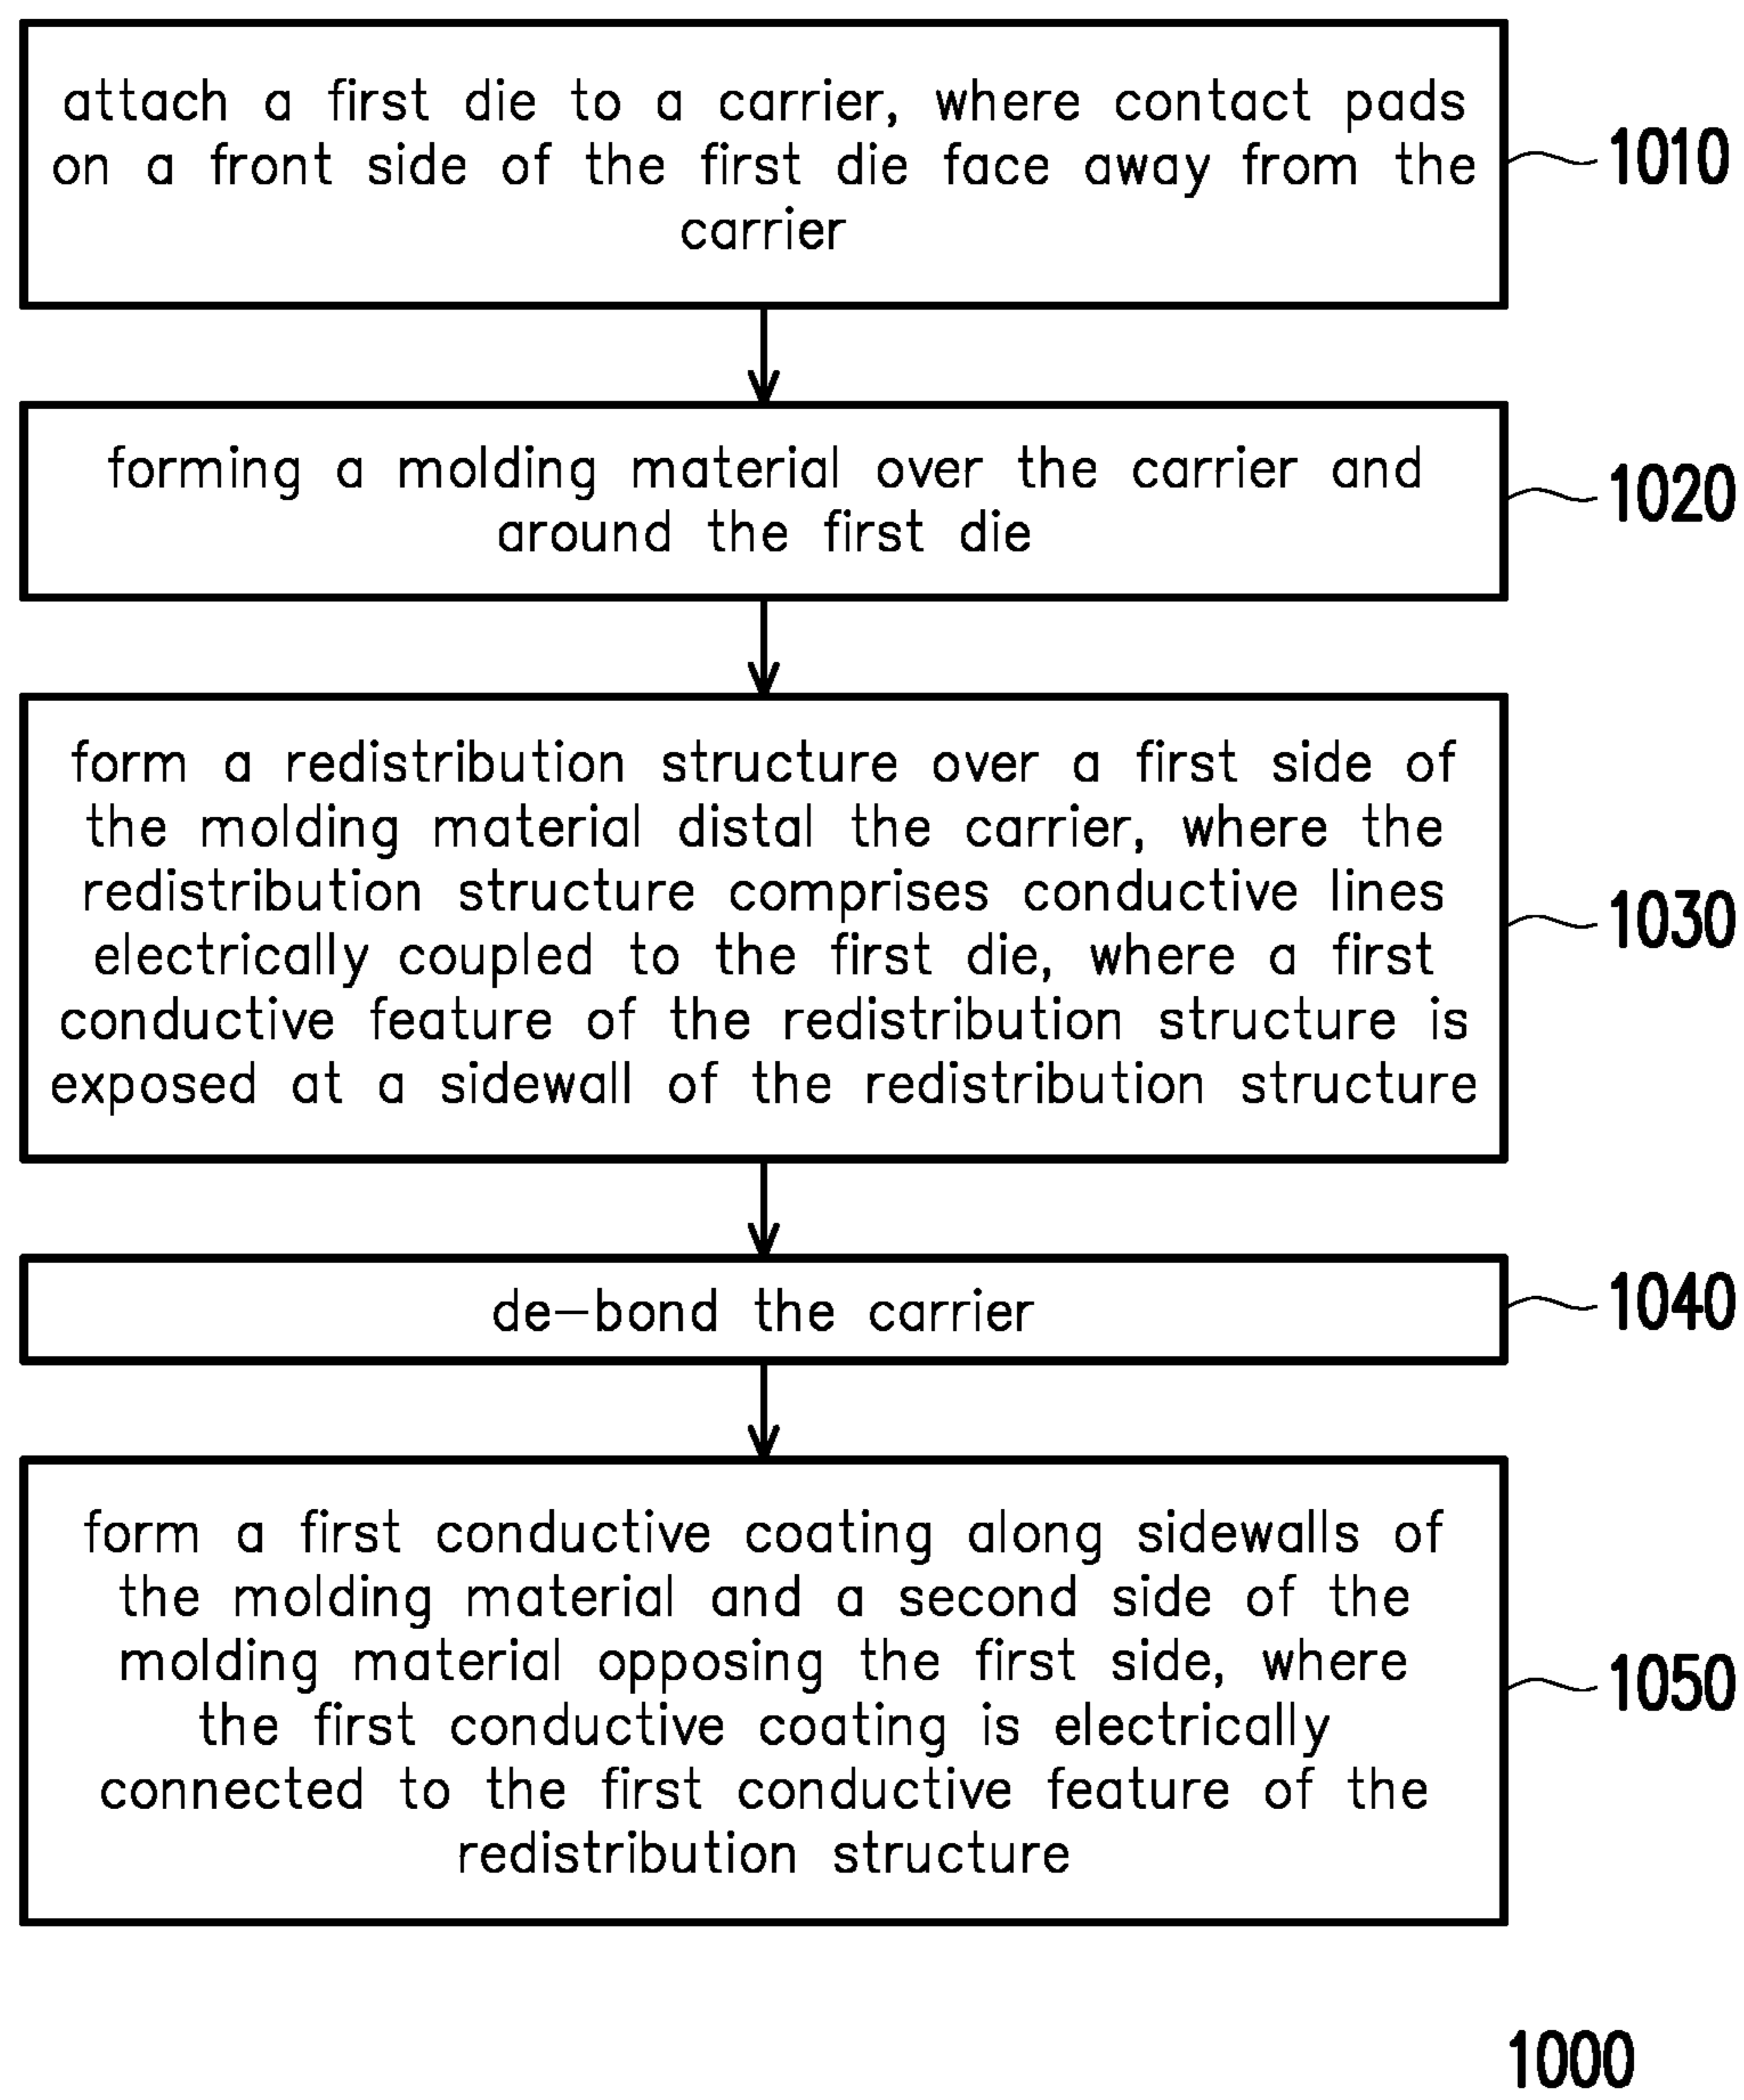 attach a first die to a carrier, where contact pads
on a front side of the first die face away from the
carrier
1010
forming a molding material over the carrier and
around the first die
1020
form a redistribution structure over a first side of
the molding material distal the carrier, where the
redistribution structure comprises conductive lines
electrically coupled to the first die, where a first
conductive feature of the redistribution structure is
exposed at a sidewall of the redistribution structure
1030
de-bond the carrier
1040
form a first conductive coating along sidewalls of
the molding material and a second side of the
molding material opposing the first side, where
the first conductive coating is electrically
connected to the first conductive feature of the
redistribution structure
1050
1000